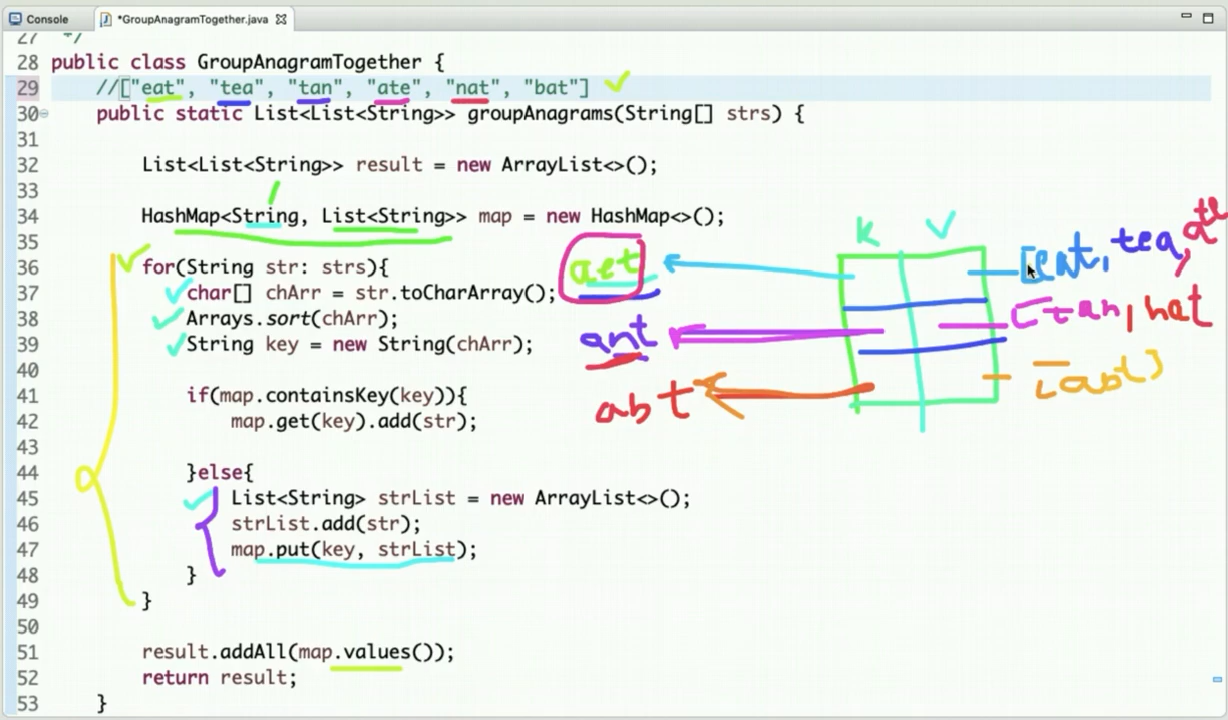 Console
*GroupAnagramTogether.java
27 */
28 public class GroupAnagramTogether {
29 //["eat", "tea", "tan", "ate", "nat", "bat"]
30 public static List<List<String>> groupAnagrams(String[] strs) {
31
32 List<List<String>> result = new ArrayList<>();
33
34 HashMap<String, List<String>> map = new HashMap<>();
35
k V
36 for(String str: strs){
aet
[eat, tea, ate
37 char[] chArr = str.toCharArray();
38 Arrays.sort(chArr);
[tan, nat
39 String key = new String(chArr);
ant
40
[abt]
41 if(map.containsKey(key)){
abt
42 map.get(key).add(str);
43
44 }else{
45 List<String> strList = new ArrayList<>();
46 strList.add(str);
47 map.put(key, strList);
48 }
49 }
50
51 result.addAll(map.values());
52 return result;
53 }